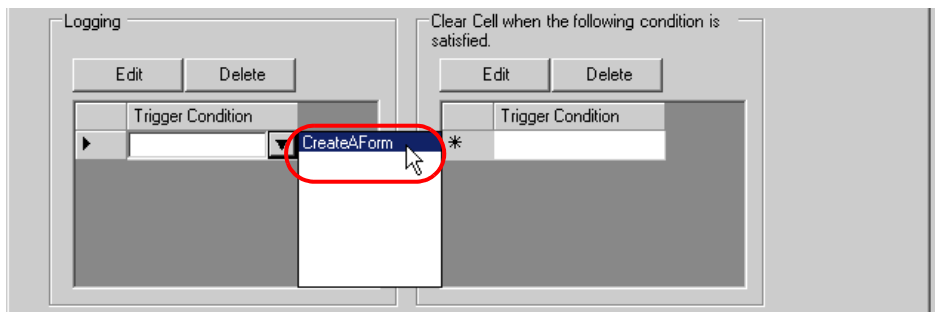 Logging
Edit
Delete
Trigger Condition
CreateAForm
Clear Cell when the following condition is
satisfied.
Edit
Delete
Trigger Condition